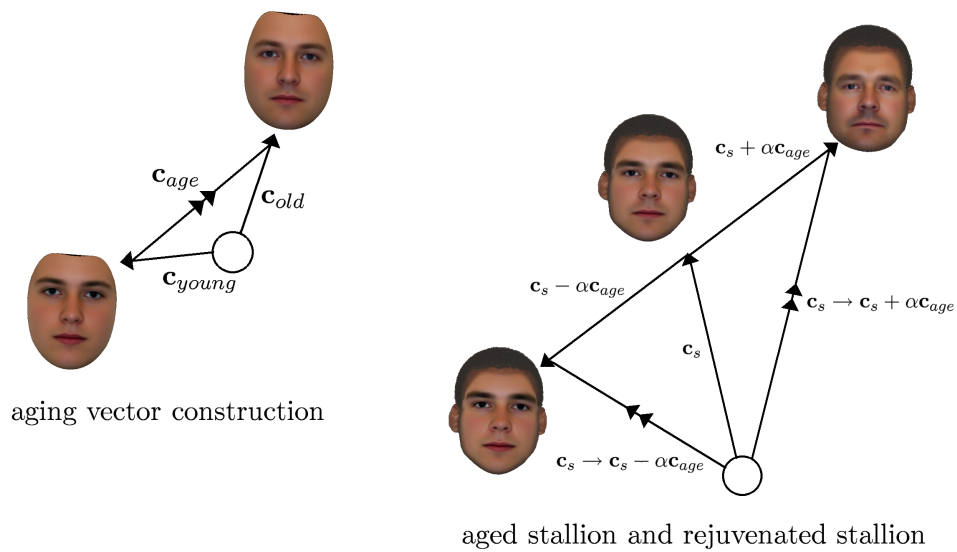 c_age
c_old
c_young
aging vector construction
c_s + αc_age
c_s − αc_age
c_s → c_s + αc_age
c_s
c_s → c_s − αc_age
aged stallion and rejuvenated stallion